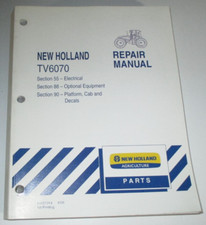 REPAIR
MANUAL
NEW HOLLAND
TV6070
Section 55 – Electrical
Section 88 – Optional Equipment
Section 90 – Platform, Cab and
Decals
NEW HOLLAND
AGRICULTURE
PARTS